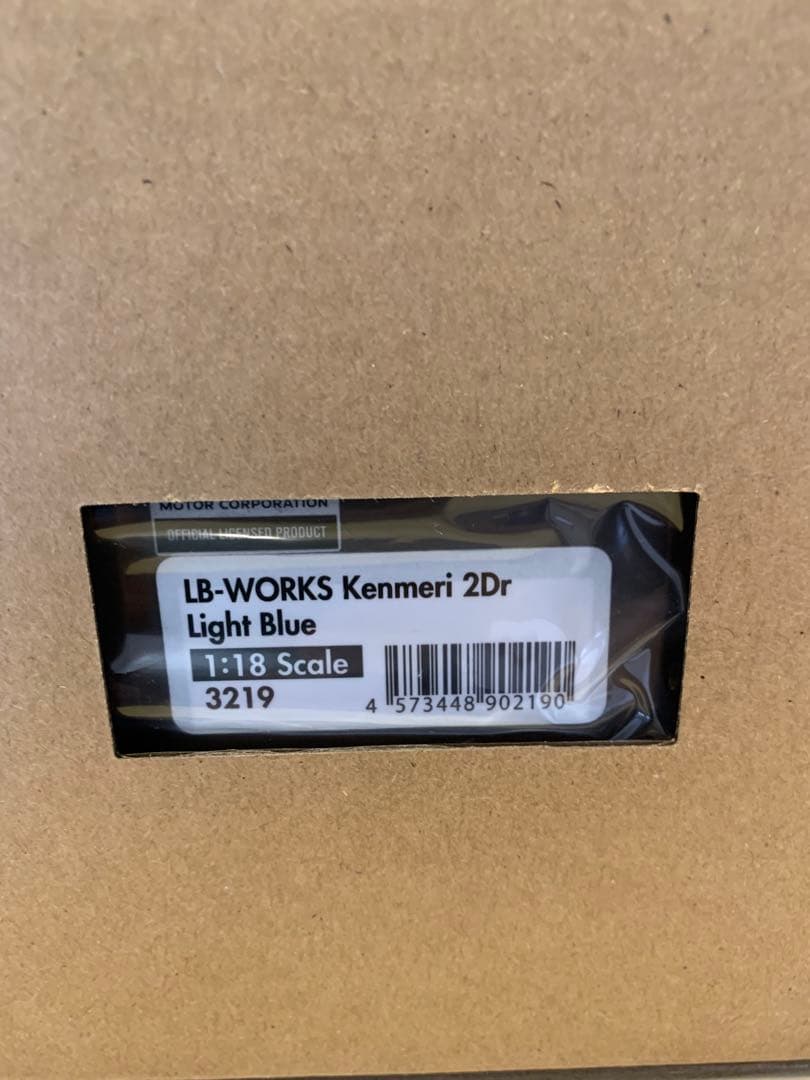 MOTOR CORPORATION
OFFICIAL LICENSED PRODUCT
LB-WORKS Kenmeri 2Dr
Light Blue
1:18 Scale
3219
4 573448 902190